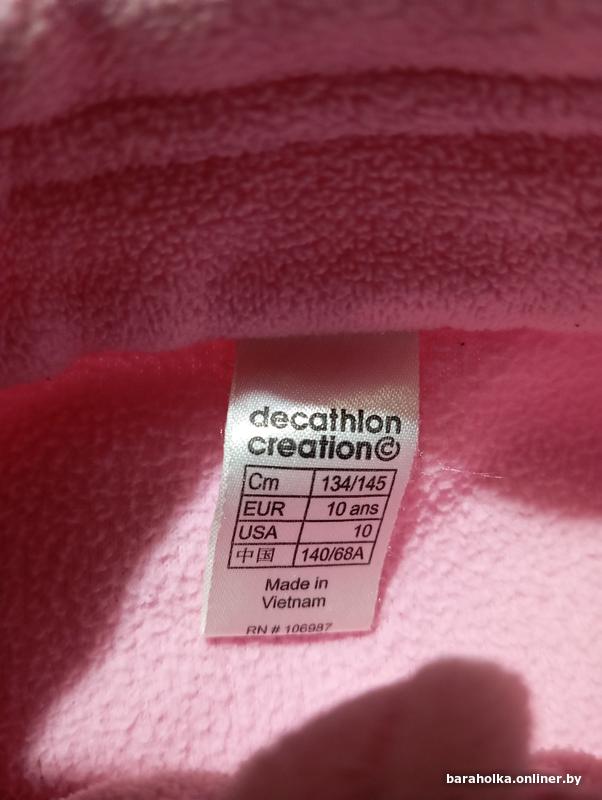 decathlon
creation©
Cm 134/145
EUR 10 ans
USA 10
中国 140/68A
Made in
Vietnam
RN # 106987
baraholka.onliner.by